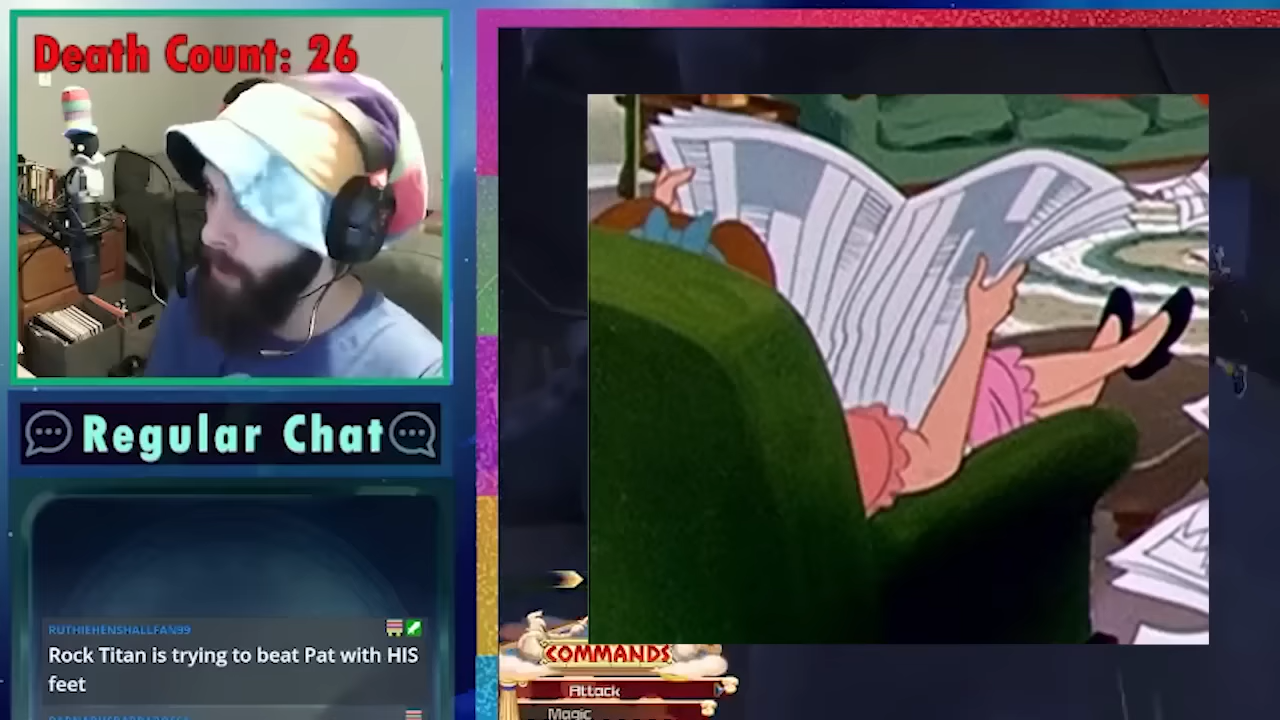 Death Count: 26
Regular Chat
RUTHIEHENSHALLFAN99
Rock Titan is trying to beat Pat with HIS
feet
COMMANDS
Attack
Magic